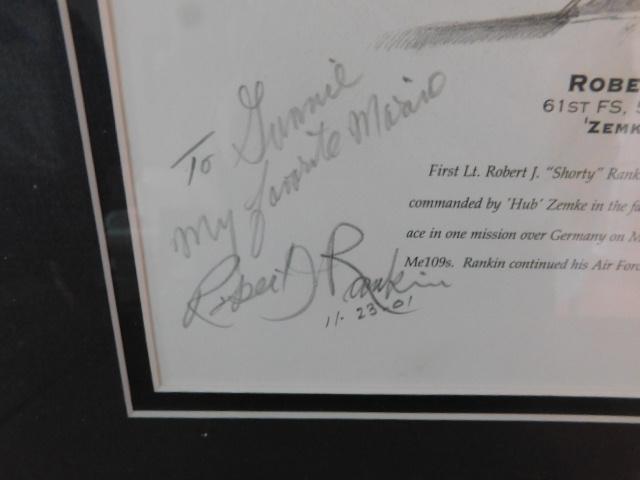 To Gunnie
My favorite Marine
Robert J Rankin
11-23-01
ROBE
61ST FS, 5
'ZEMK
First Lt. Robert J. "Shorty" Rank
commanded by 'Hub' Zemke in the fa
ace in one mission over Germany on M
Me109s. Rankin continued his Air Forc